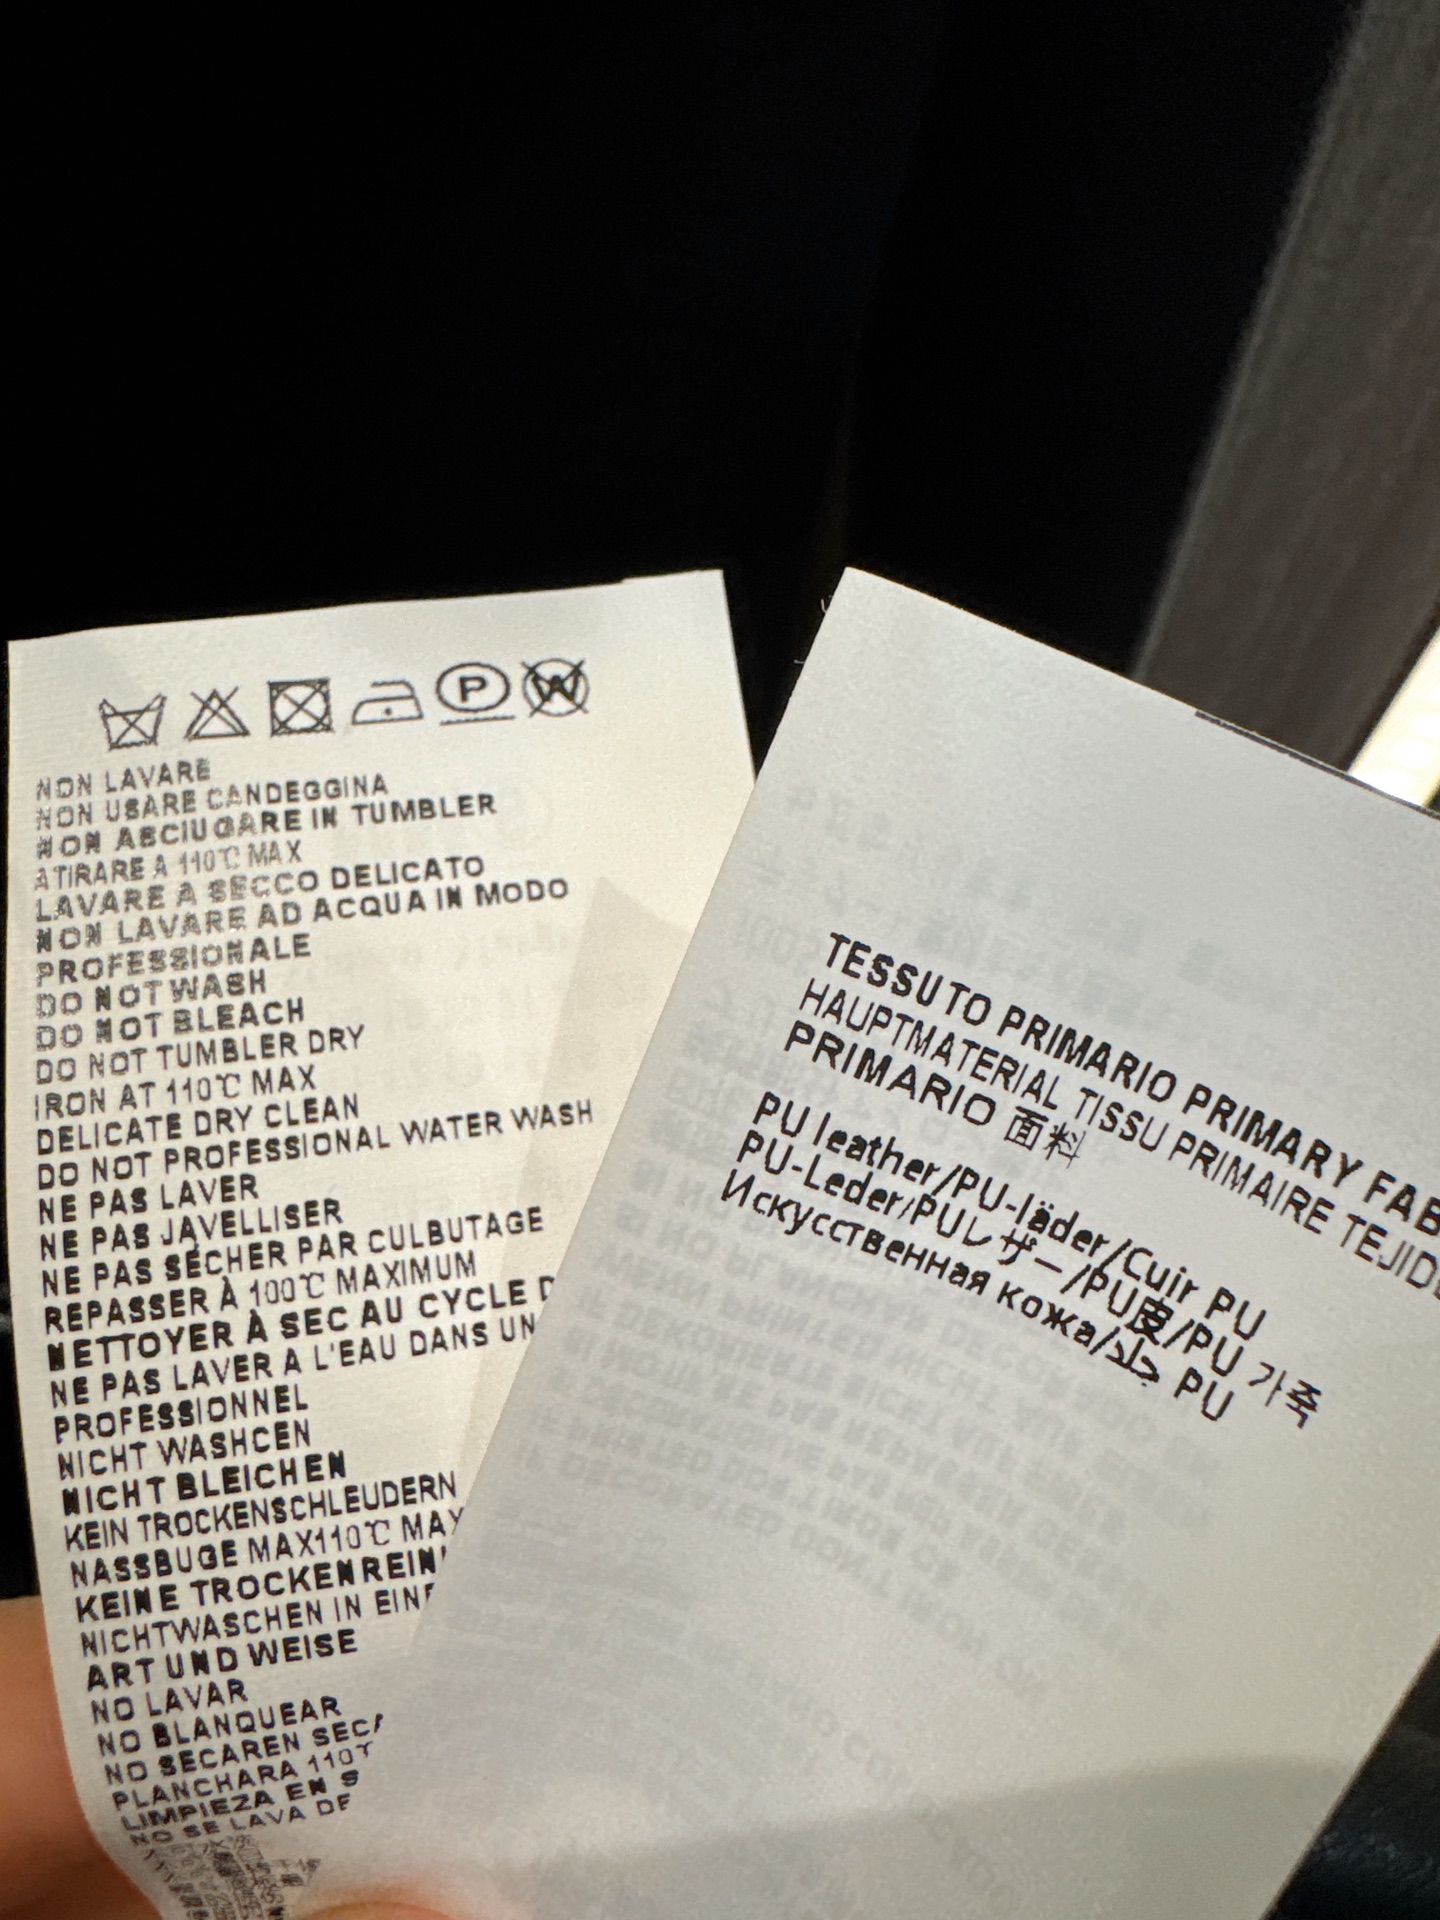 P
W
NON LAVARE
NON USARE CANDEGGINA
NON ASCIUGARE IN TUMBLER
ATIRARE A 110℃ MAX
LAVARE A SECCO DELICATO
NON LAVARE AD ACQUA IN MODO
PROFESSIONALE
DO NOT WASH
DO NOT BLEACH
DO NOT TUMBLER DRY
IRON AT 110℃ MAX
DELICATE DRY CLEAN
DO NOT PROFESSIONAL WATER WASH
NE PAS LAVER
NE PAS JAVELLISER
NE PAS SÉCHER PAR CULBUTAGE
REPASSER À 100℃ MAXIMUM
NETTOYER À SEC AU CYCLE D
NE PAS LAVER A L'EAU DANS UN
PROFESSIONNEL
NICHT WASHCEN
NICHT BLEICHEN
KEIN TROCKENSCHLEUDERN
NASSBUGE MAX110℃ MAX
KEINE TROCKENREIN
NICHTWASCHEN IN EINE
ART UND WEISE
NO LAVAR
NO BLANQUEAR
NO SECAREN SECA
PLANCHARA 110
LIMPIEZA EN S
NO SE LAVA DE
TESSUTO PRIMARIO PRIMARY FAB
HAUPTMATERIAL TISSU PRIMAIRE TEJID
PRIMARIO 面料
PU leather/PU-läder/Cuir PU
PU-Leder/PUレザー/PU皮/PU 가죽
Искусственная кожа/جلد PU